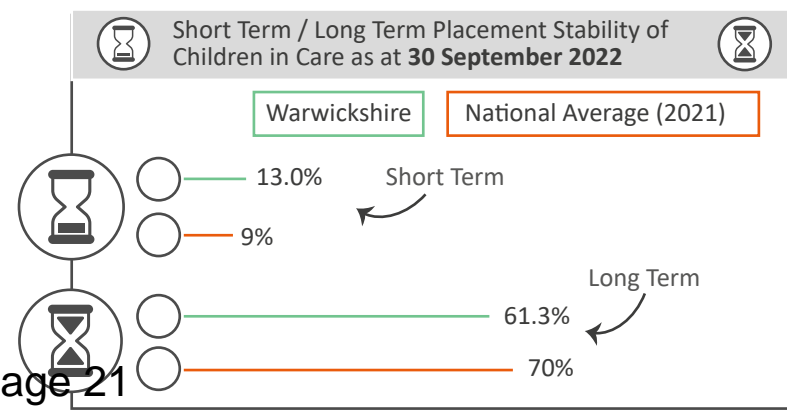 Short Term / Long Term Placement Stability of
Children in Care as at 30 September 2022
Warwickshire
National Average (2021)
13.0%
Short Term
9%
Long Term
61.3%
70%
age 21